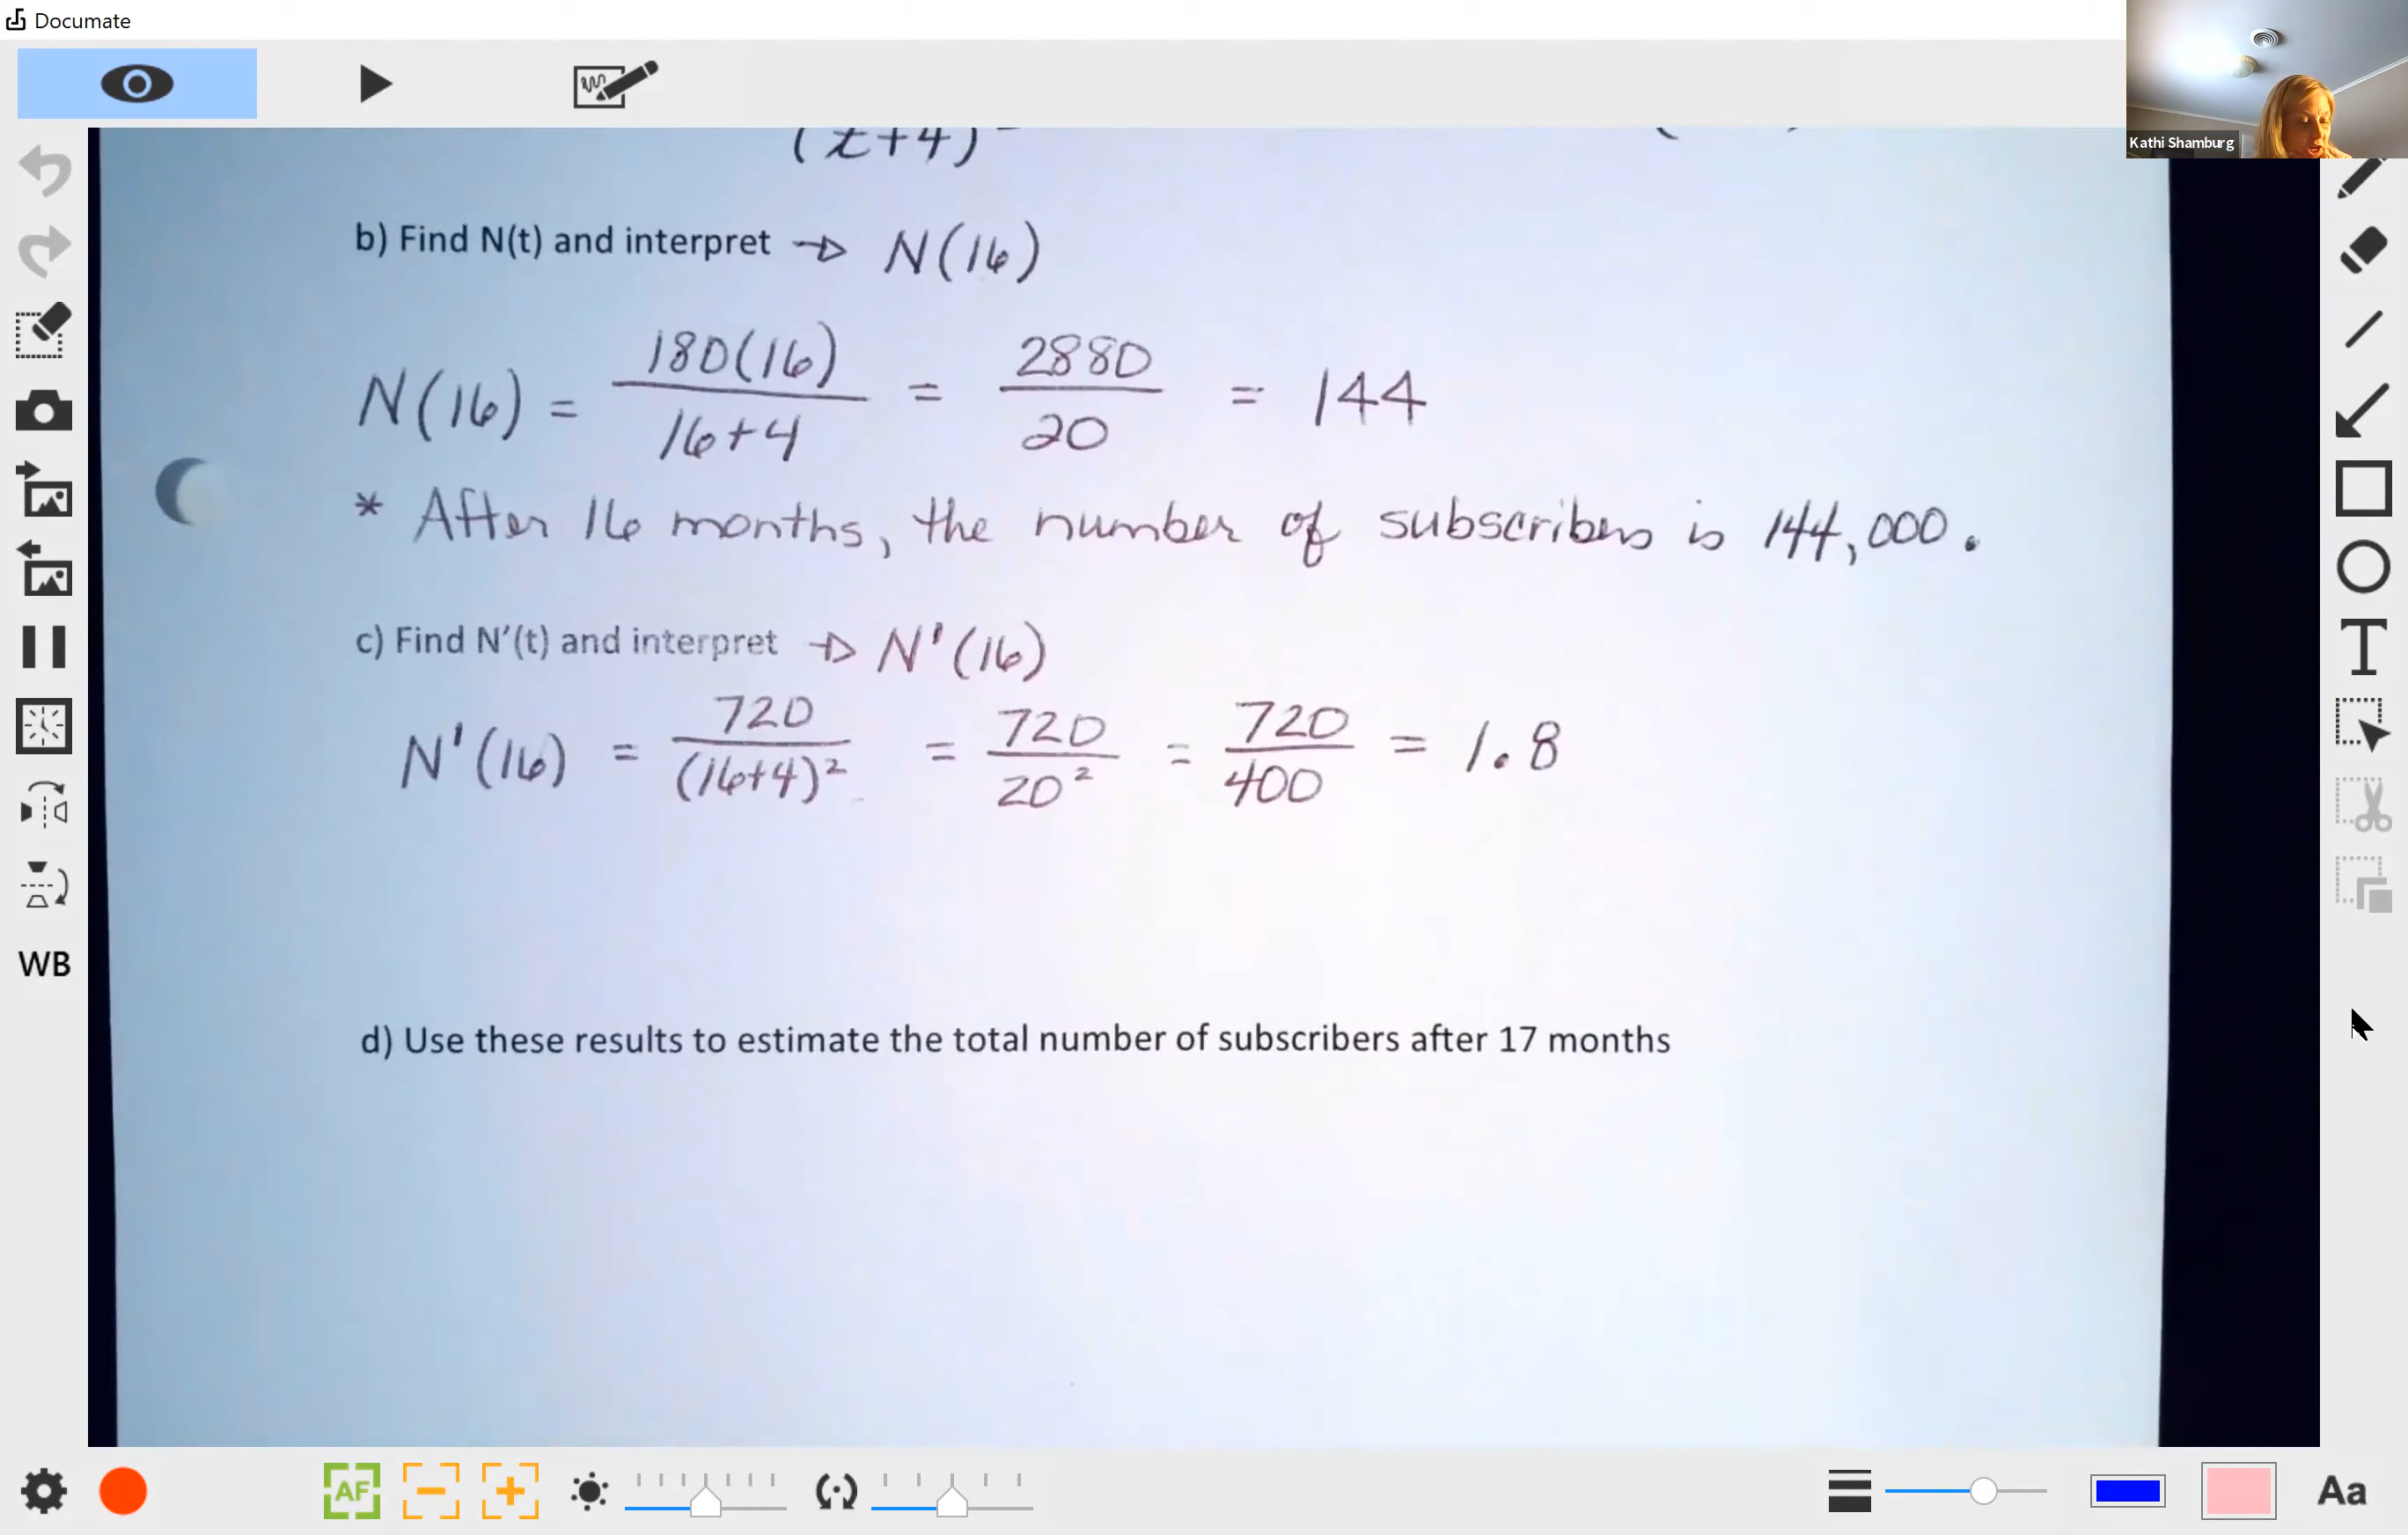 Documate
Kathi Shamburg
(t+4)
b) Find N(t) and interpret → N(16)
N(16) = 180(16) / 16+4 = 2880 / 20 = 144
* After 16 months, the number of subscribers is 144,000.
c) Find N'(t) and interpret → N'(16)
N'(16) = 720 / (16+4)² = 720 / 20² = 720 / 400 = 1.8
d) Use these results to estimate the total number of subscribers after 17 months
WB
T
AF
Aa